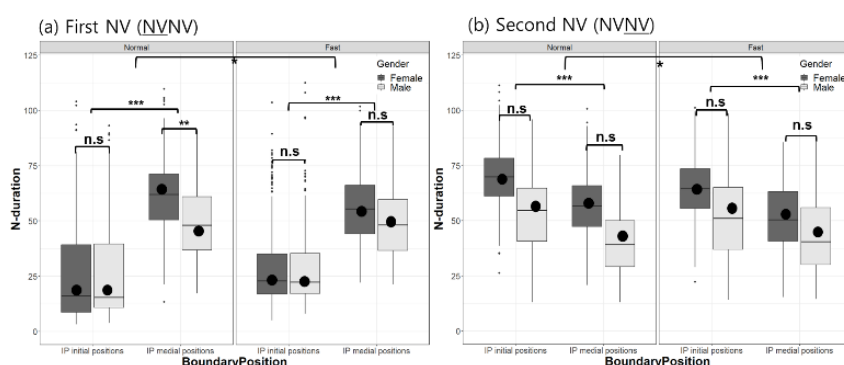 (a) First NV (NVNV)
Normal
Fast
*
Gender
Female
Male
***
**
n.s
***
n.s
n.s
N-duration
125
100
75
50
25
0
IP initial positions
IP medial positions
IP initial positions
IP medial positions
BoundaryPosition
(b) Second NV (NVNV)
Normal
Fast
*
Gender
Female
Male
***
n.s
n.s
***
n.s
n.s
N-duration
125
100
75
50
25
0
IP initial positions
IP medial positions
IP initial positions
IP medial positions
BoundaryPosition